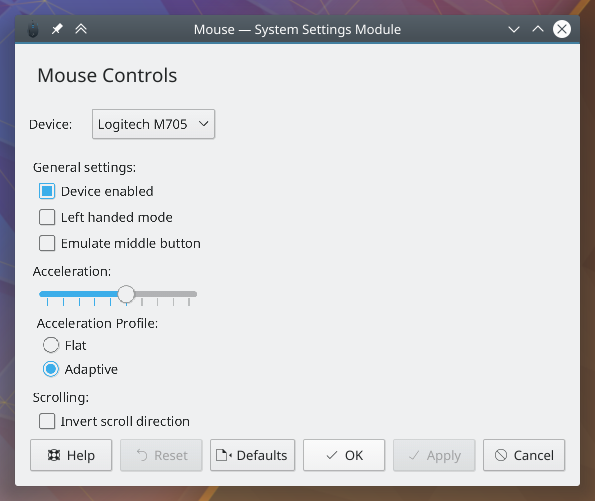 Mouse — System Settings Module
Mouse Controls
Device: Logitech M705
General settings:
Device enabled
Left handed mode
Emulate middle button
Acceleration:
Acceleration Profile:
Flat
Adaptive
Scrolling:
Invert scroll direction
Help Reset Defaults OK Apply Cancel